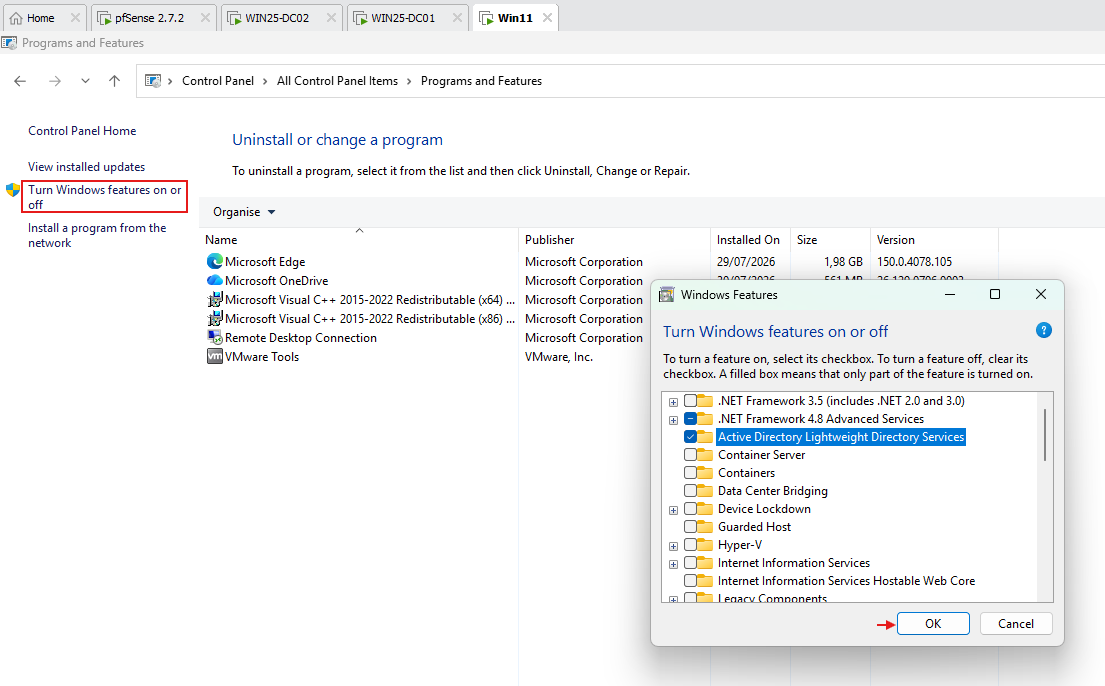 Home
pfSense 2.7.2
WIN25-DC02
WIN25-DC01
Win11
Programs and Features
Control Panel > All Control Panel Items > Programs and Features
Control Panel Home
View installed updates
Turn Windows features on or
off
Install a program from the
network
Uninstall or change a program
To uninstall a program, select it from the list and then click Uninstall, Change or Repair.
Organise
Name Publisher Installed On Size Version
Microsoft Edge Microsoft Corporation 29/07/2026 1,98 GB 150.0.4078.105
Microsoft OneDrive Microsoft Corporation
Microsoft Visual C++ 2015-2022 Redistributable (x64) ... Microsoft Corporation
Microsoft Visual C++ 2015-2022 Redistributable (x86) ... Microsoft Corporation
Remote Desktop Connection Microsoft Corporation
VMware Tools VMware, Inc.
Windows Features
Turn Windows features on or off
To turn a feature on, select its checkbox. To turn a feature off, clear its
checkbox. A filled box means that only part of the feature is turned on.
.NET Framework 3.5 (includes .NET 2.0 and 3.0)
.NET Framework 4.8 Advanced Services
Active Directory Lightweight Directory Services
Container Server
Containers
Data Center Bridging
Device Lockdown
Guarded Host
Hyper-V
Internet Information Services
Internet Information Services Hostable Web Core
Legacy Components
OK
Cancel